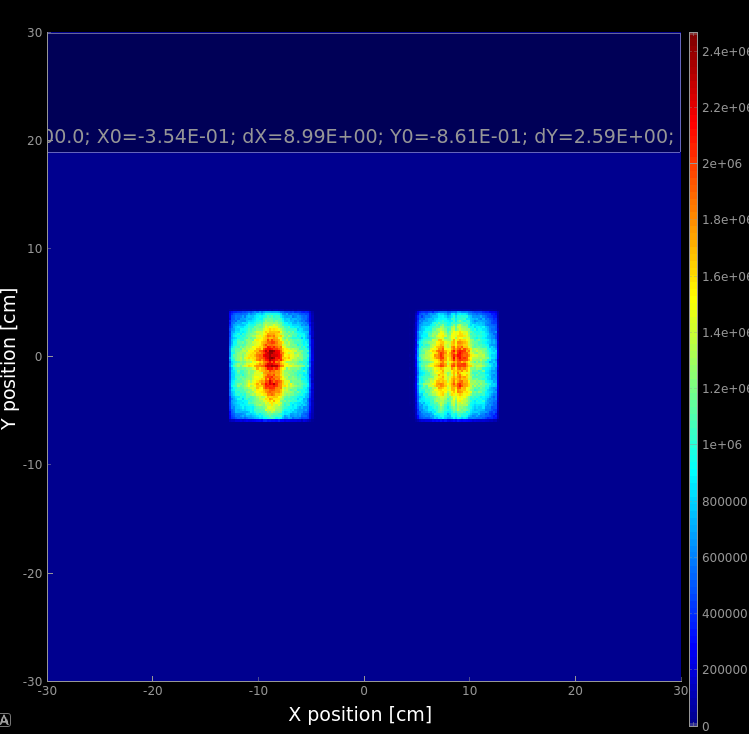 30
20
10
0
-10
-20
-30
Y position [cm]
00.0; X0=-3.54E-01; dX=8.99E+00; Y0=-8.61E-01; dY=2.59E+00;
-30 -20 -10 0 10 20 30
X position [cm]
2.4e+06
2.2e+06
2e+06
1.8e+06
1.6e+06
1.4e+06
1.2e+06
1e+06
800000
600000
400000
200000
0
A